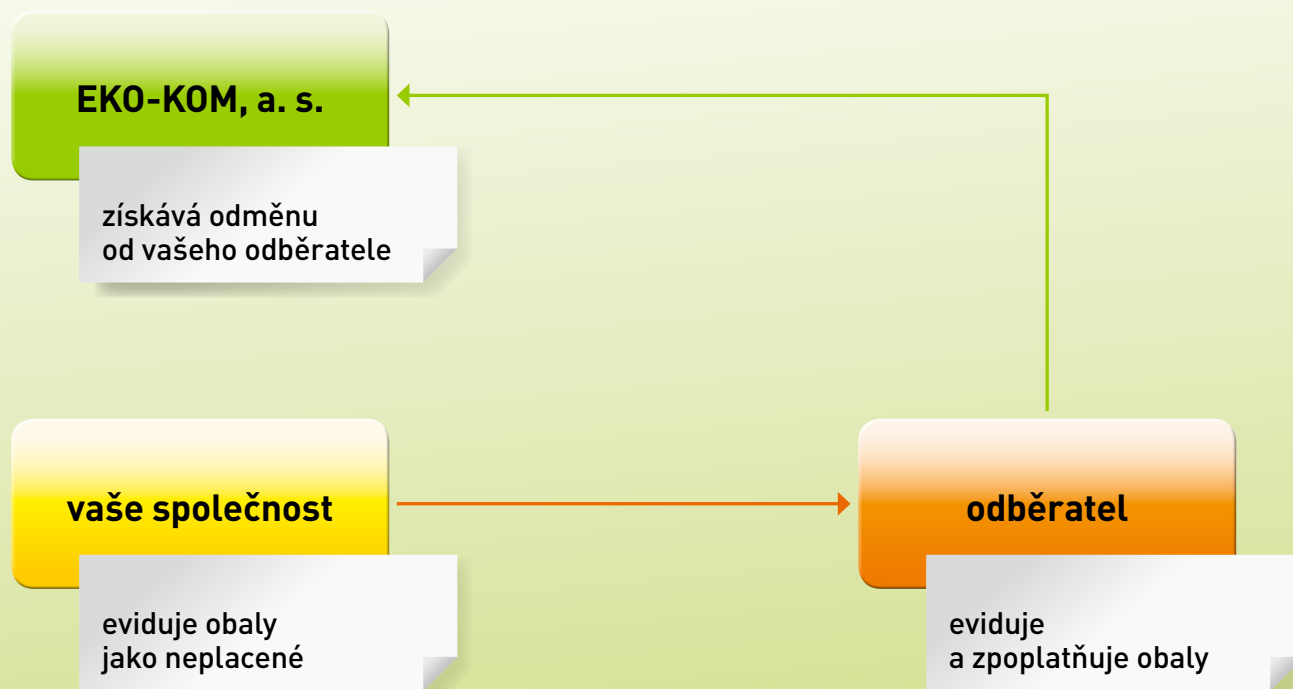 EKO-KOM, a. s.
získává odměnu
od vašeho odběratele
vaše společnost
eviduje obaly
jako neplacené
odběratel
eviduje
a zpoplatňuje obaly